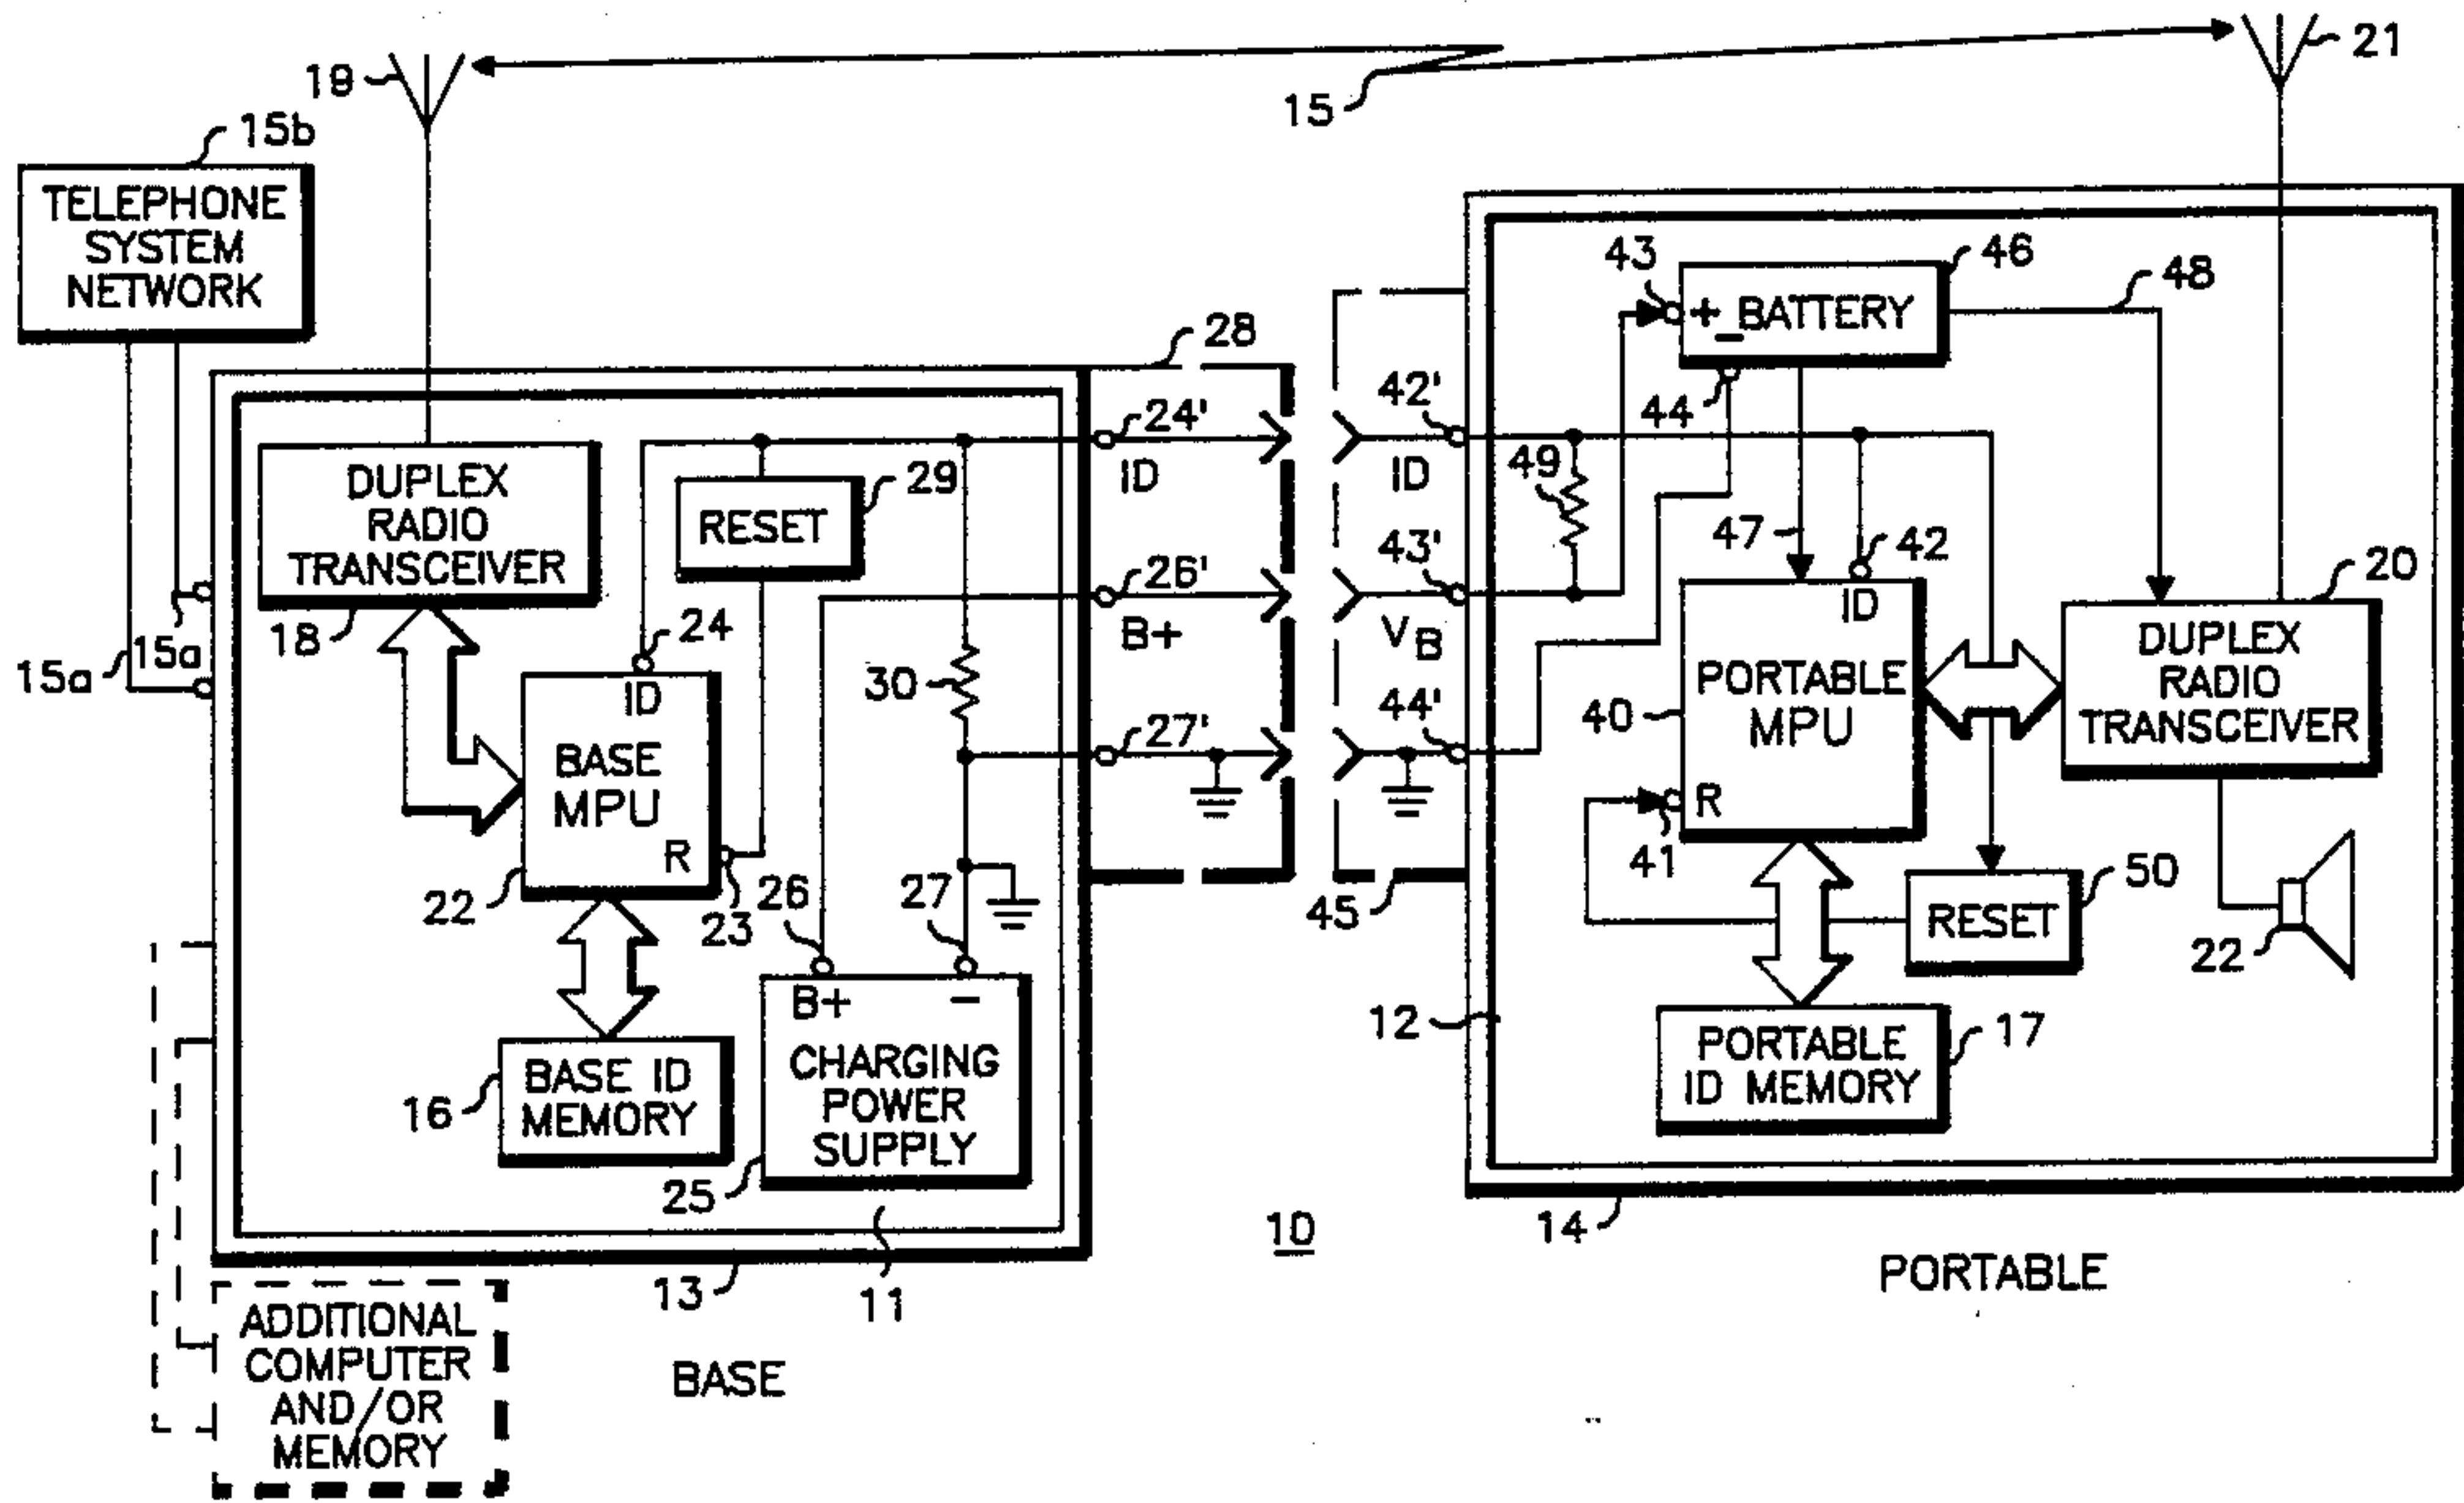 19
15
21
15b
TELEPHONE
SYSTEM
NETWORK
28
43
+ - BATTERY
46
48
24'
ID
42'
ID
44
49
DUPLEX
RADIO
TRANSCEIVER
29
RESET
47
42
26'
B+
43'
VB
20
18
15a
15a
24
30
ID
BASE
MPU
R
22
23
27'
44'
40
ID
PORTABLE
MPU
R
41
DUPLEX
RADIO
TRANSCEIVER
26
27
45
RESET
50
22
B+
-
CHARGING
POWER
SUPPLY
25
BASE ID
MEMORY
16
12
PORTABLE
ID MEMORY
17
13
11
10
14
PORTABLE
ADDITIONAL
COMPUTER
AND/OR
MEMORY
BASE